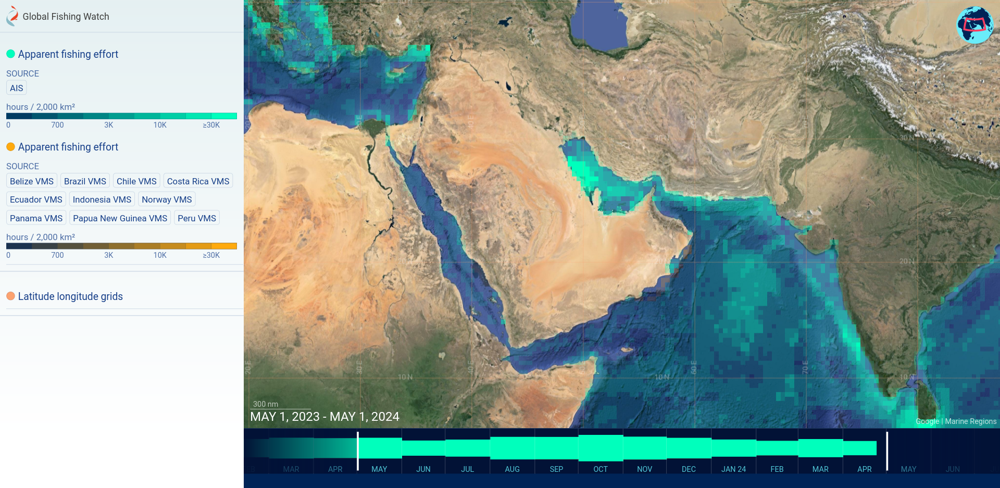 Global Fishing Watch
Apparent fishing effort
SOURCE
AIS
hours / 2,000 km²
0 700 3K 10K ≥30K
Apparent fishing effort
SOURCE
Belize VMS Brazil VMS Chile VMS Costa Rica VMS
Ecuador VMS Indonesia VMS Norway VMS
Panama VMS Papua New Guinea VMS Peru VMS
hours / 2,000 km²
0 700 3K 10K ≥30K
Latitude longitude grids
30 N
20 N
20 E 30 E 40 E 60 E 70 E
10 N 10 N 10 N
300 nm
MAY 1, 2023 - MAY 1, 2024
Google | Marine Regions
MAR APR MAY JUN JUL AUG SEP OCT NOV DEC JAN 24 FEB MAR APR MAY JUN